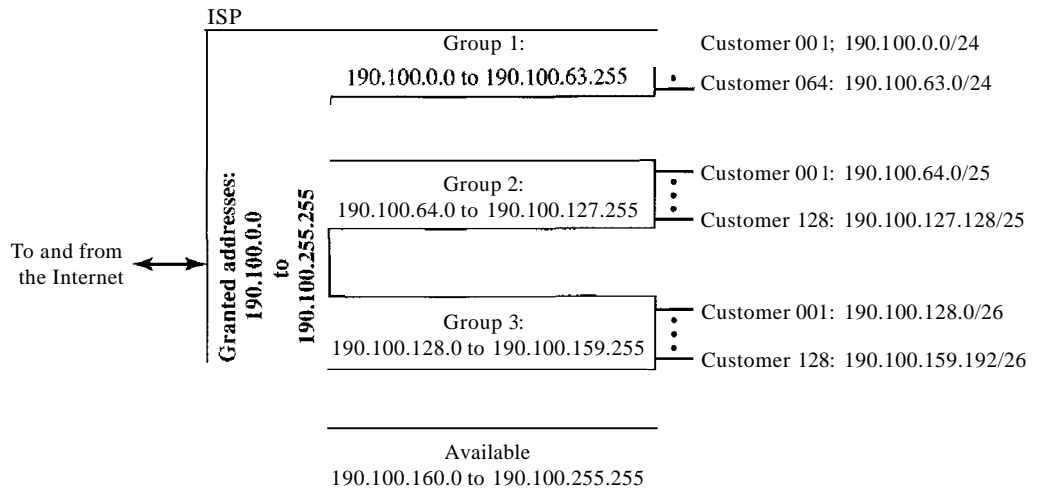 ISP
Group 1:
190.100.0.0 to 190.100.63.255
Customer 001; 190.100.0.0/24
Customer 064: 190.100.63.0/24
Group 2:
190.100.64.0 to 190.100.127.255
Customer 001: 190.100.64.0/25
Customer 128: 190.100.127.128/25
To and from
the Internet
Granted addresses:
190.100.0.0
to
190.100.255.255
Group 3:
190.100.128.0 to 190.100.159.255
Customer 001: 190.100.128.0/26
Customer 128: 190.100.159.192/26
Available
190.100.160.0 to 190.100.255.255